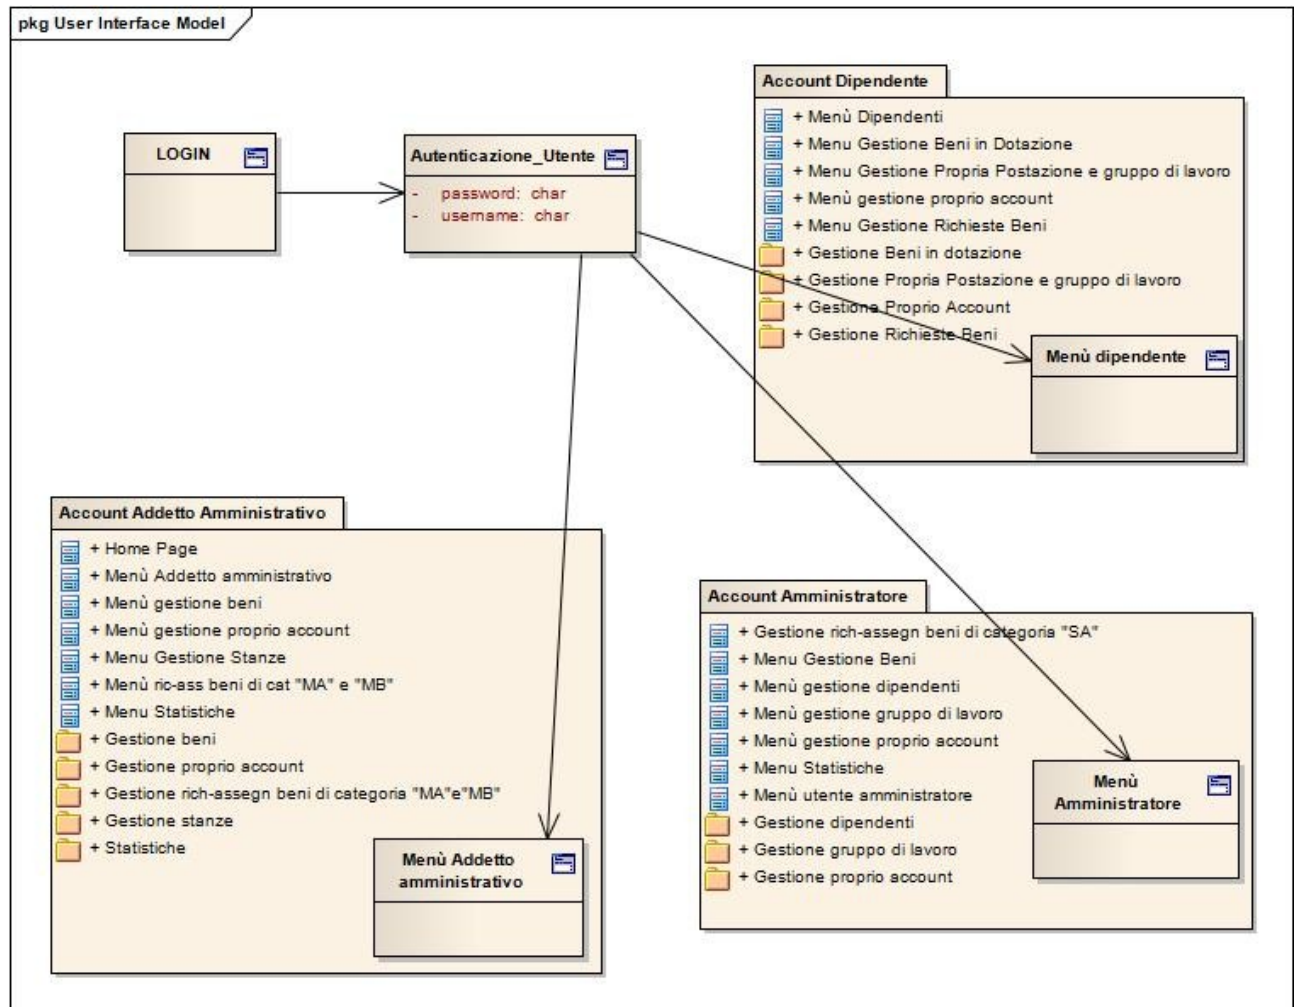 pkg User Interface Model
LOGIN
Autenticazione_Utente
- password: char
- username: char
Account Dipendente
+ Menù Dipendenti
+ Menu Gestione Beni in Dotazione
+ Menu Gestione Propria Postazione e gruppo di lavoro
+ Menù gestione proprio account
+ Menu Gestione Richieste Beni
+ Gestione Beni in dotazione
+ Gestione Propria Postazione e gruppo di lavoro
+ Gestione Proprio Account
+ Gestione Richieste Beni
Menù dipendente
Account Addetto Amministrativo
+ Home Page
+ Menù Addetto amministrativo
+ Menù gestione beni
+ Menù gestione proprio account
+ Menu Gestione Stanze
+ Menù ric-ass beni di cat "MA" e "MB"
+ Menu Statistiche
+ Gestione beni
+ Gestione proprio account
+ Gestione rich-assegn beni di categoria "MA"e"MB"
+ Gestione stanze
+ Statistiche
Menù Addetto
amministrativo
Account Amministratore
+ Gestione rich-assegn beni di categoria "SA"
+ Menu Gestione Beni
+ Menù gestione dipendenti
+ Menù gestione gruppo di lavoro
+ Menù gestione proprio account
+ Menu Statistiche
+ Menù utente amministratore
+ Gestione dipendenti
+ Gestione gruppo di lavoro
+ Gestione proprio account
Menù
Amministratore